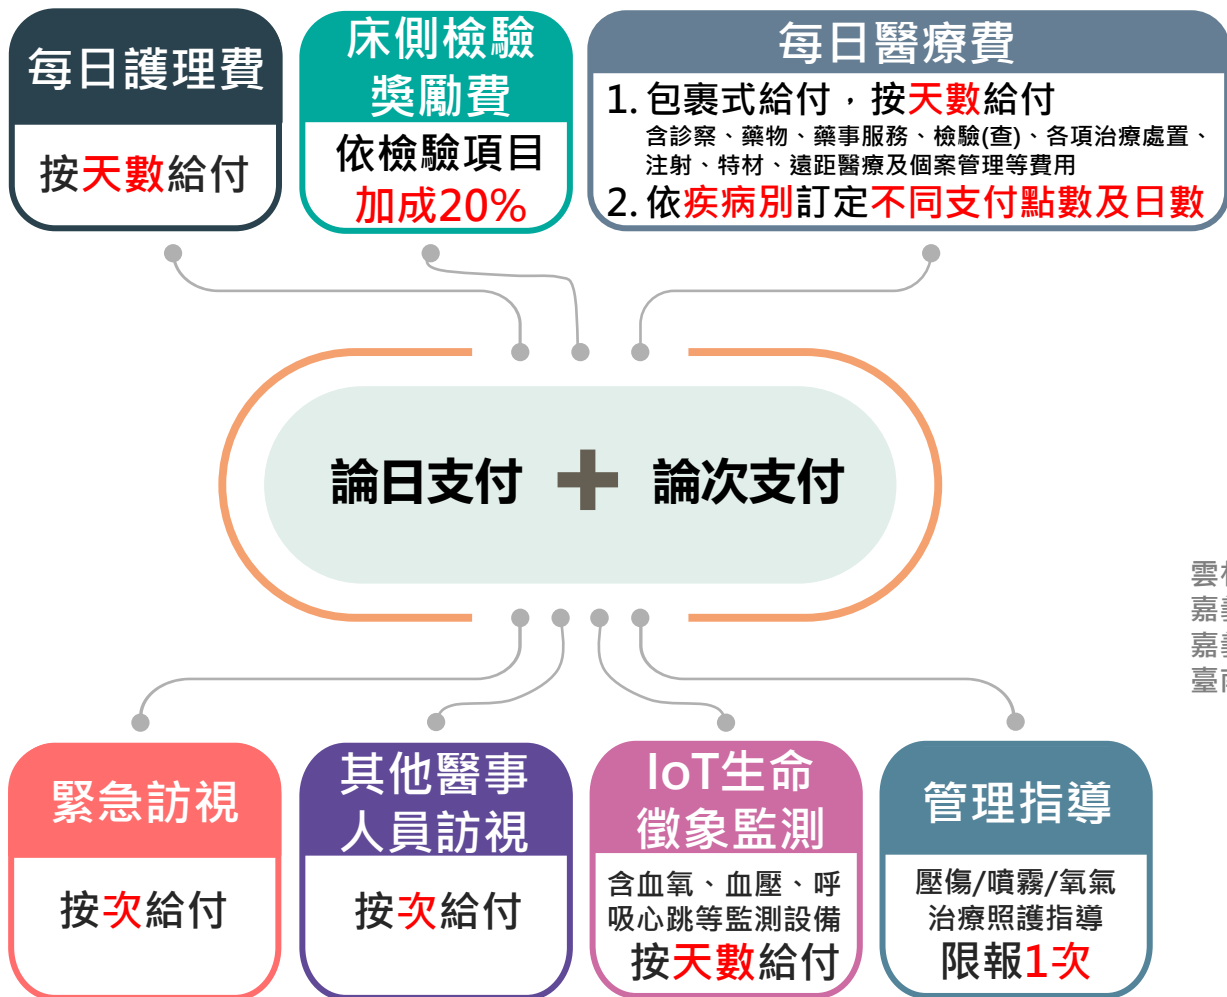 每日護理費
按天數給付
床側檢驗
獎勵費
依檢驗項目
加成20%
每日醫療費
1. 包裹式給付，按天數給付
含診察、藥物、藥事服務、檢驗(查)、各項治療處置、
注射、特材、遠距醫療及個案管理等費用
2. 依疾病別訂定不同支付點數及日數
論日支付 + 論次支付
雲
嘉
嘉
臺
緊急訪視
按次給付
其他醫事
人員訪視
按次給付
IoT生命
徵象監測
含血氧、血壓、呼
吸心跳等監測設備
按天數給付
管理指導
壓傷/噴霧/氧氣
治療照護指導
限報1次